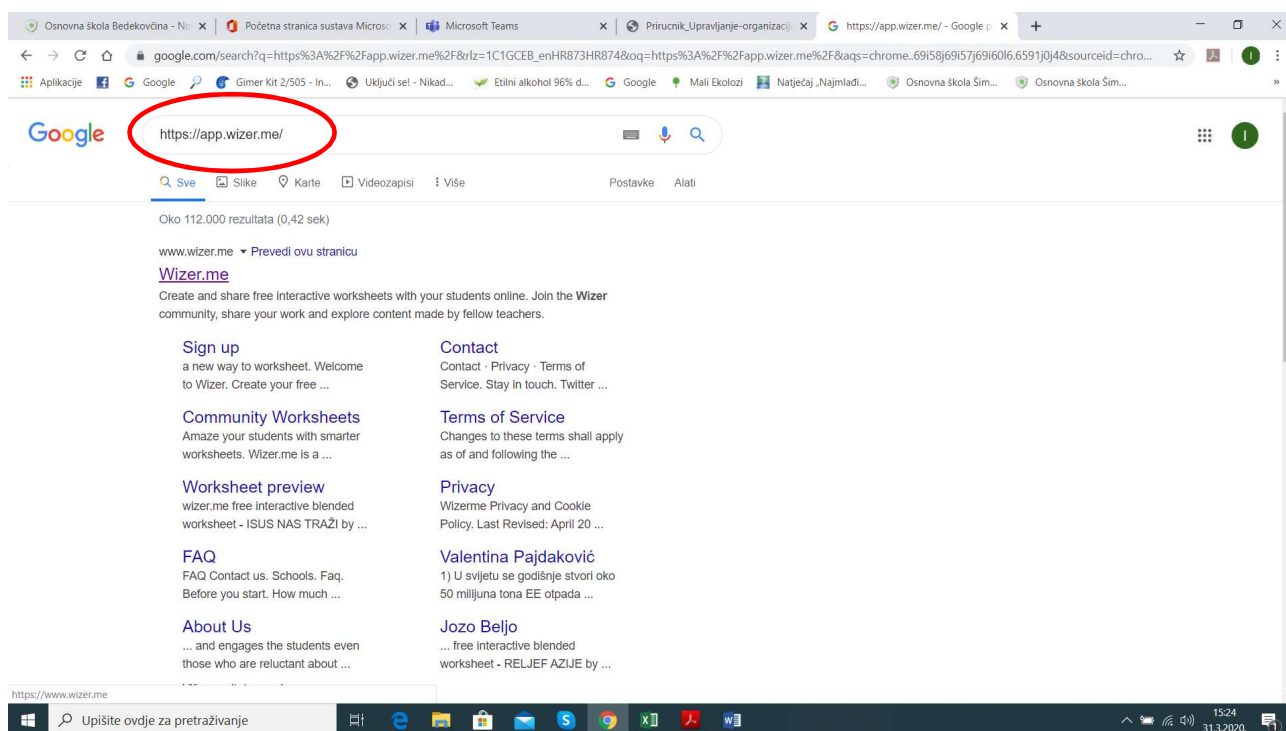 Osnovna škola Bedekovčina - No
Početna stranica sustava Microso
Microsoft Teams
Prirucnik_Upravljanje-organizacij
https://app.wizer.me/ - Google p
google.com/search?q=https%3A%2F%2Fapp.wizer.me%2F&rlz=1C1GCEB_enHR873HR874&oq=https%3A%2F%2Fapp.wizer.me%2F&aqs=chrome..69i58j69i57j69i60l6.6591j0j4&sourceid=chro...
I
Aplikacije
Google
Gimer Kit 2/505 - In...
Uključi se! - Nikad...
Etilni alkohol 96% d...
Google
Mali Ekolozi
Natječaj „Najmlađi...
Osnovna škola Šim...
Osnovna škola Šim...
»
Google
https://app.wizer.me/
I
Sve
Slike
Karte
Videozapisi
Više
Postavke
Alati
Oko 112.000 rezultata (0,42 sek)
www.wizer.me
Prevedi ovu stranicu
Wizer.me
Create and share free interactive worksheets with your students online. Join the Wizer
community, share your work and explore content made by fellow teachers.
Sign up
a new way to worksheet. Welcome
to Wizer. Create your free ...
Contact
Contact · Privacy · Terms of
Service. Stay in touch. Twitter ...
Community Worksheets
Amaze your students with smarter
worksheets. Wizer.me is a ...
Terms of Service
Changes to these terms shall apply
as of and following the ...
Worksheet preview
wizer.me free interactive blended
worksheet - ISUS NAS TRAŽI by ...
Privacy
Wizerme Privacy and Cookie
Policy. Last Revised: April 20 ...
FAQ
FAQ Contact us. Schools. Faq.
Before you start. How much ...
Valentina Pajdaković
1) U svijetu se godišnje stvori oko
50 milijuna tona EE otpada ...
About Us
... and engages the students even
those who are reluctant about ...
Jozo Beljo
... free interactive blended
worksheet - RELJEF AZIJE by ...
https://www.wizer.me
Upišite ovdje za pretraživanje
15:24
31.3.2020.